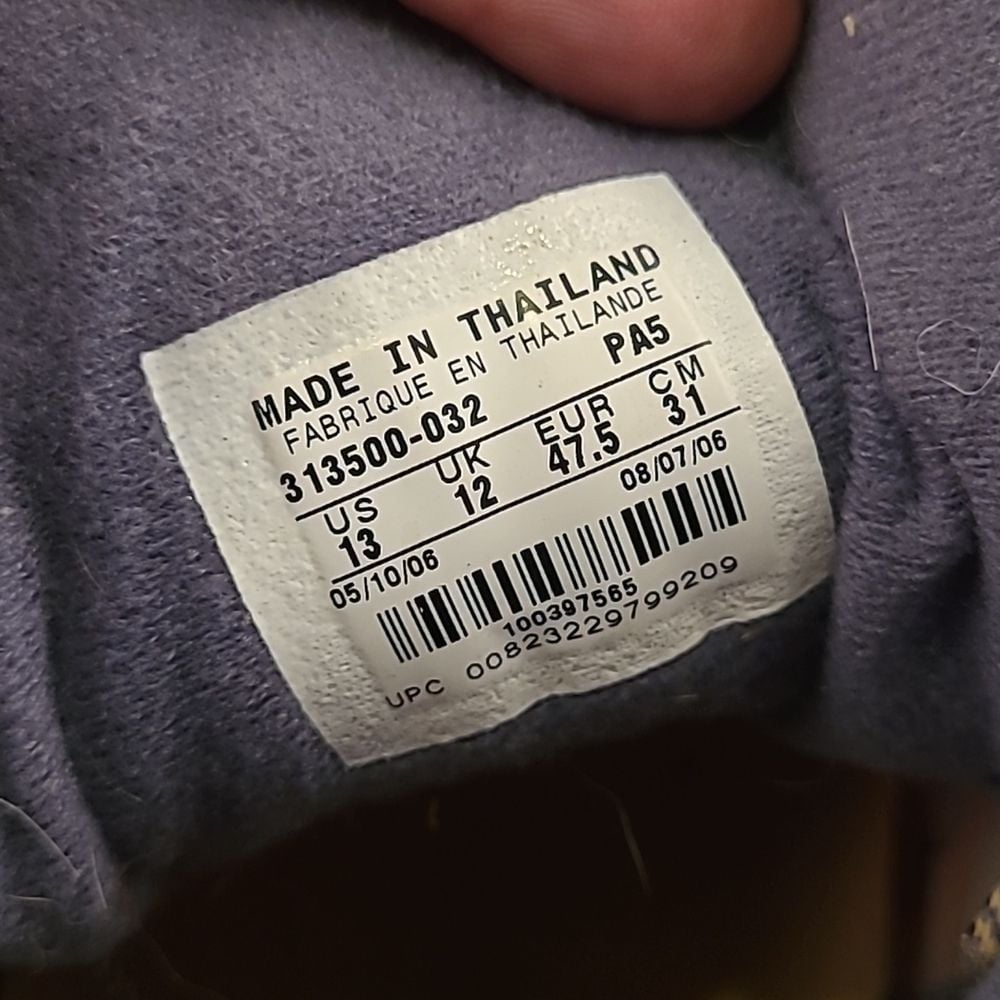 MADE IN THAILAND
FABRIQUE EN THAILANDE
313500-032 PA5
US UK EUR CM
13 12 47.5 31
05/10/06 08/07/06
100397565
UPC 00823229799209